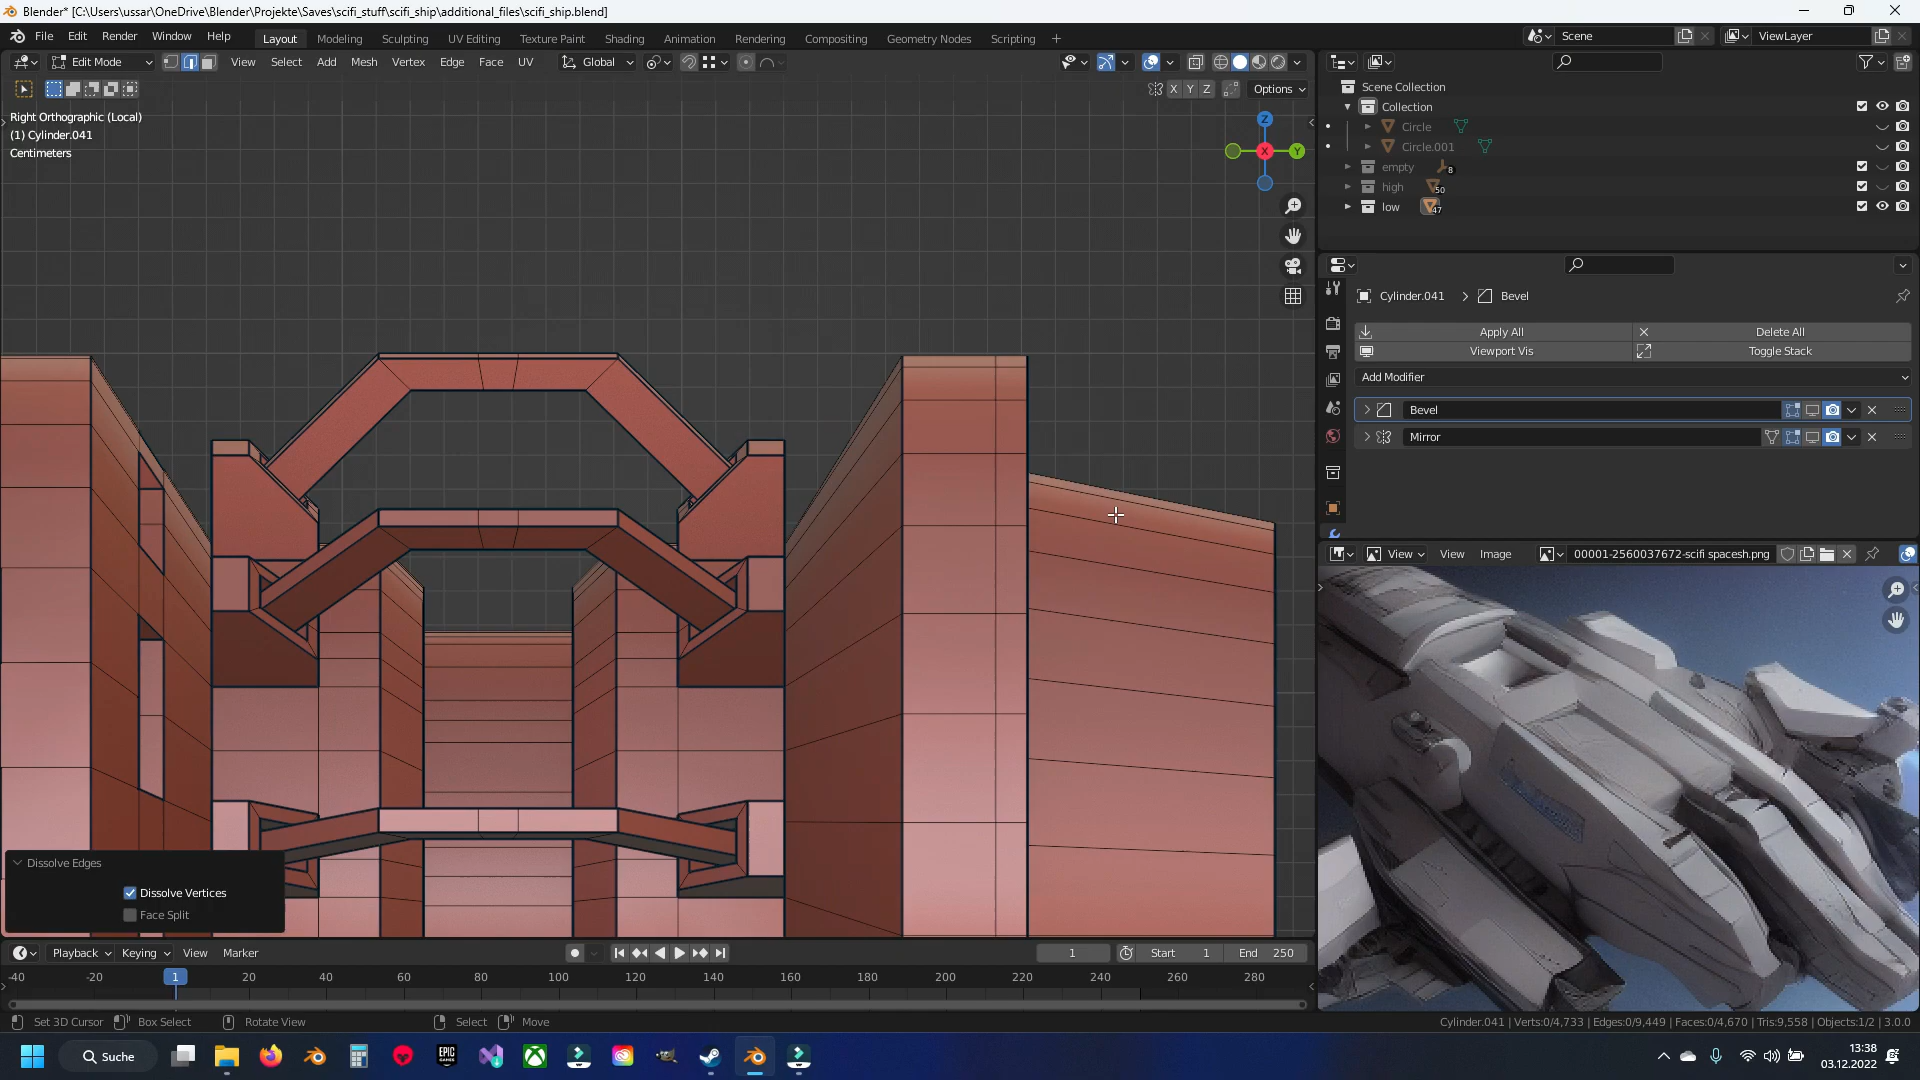 Blender* [C:\Users\ussar\OneDrive\Blender\Projekte\Saves\scifi_stuff\scifi_ship\additional_files\scifi_ship.blend]
File Edit Render Window Help Layout Modeling Sculpting UV Editing Texture Paint Shading Animation Rendering Compositing Geometry Nodes Scripting +
Scene
ViewLayer
Edit Mode View Select Add Mesh Vertex Edge Face UV Global
X Y Z Options
Right Orthographic (Local)
(1) Cylinder.041
Centimeters
Z
X
Y
Scene Collection
Collection
Circle
Circle.001
empty 8
high 50
low 47
Cylinder.041 > Bevel
Apply All Delete All
Viewport Vis Toggle Stack
Add Modifier
Bevel
Mirror
View View Image 00001-2560037672-scifi spacesh.png
Dissolve Edges
Dissolve Vertices
Face Split
Playback Keying View Marker 1 Start 1 End 250
-40 -20 1 20 40 60 80 100 120 140 160 180 200 220 240 260 280
Set 3D Cursor Box Select Rotate View Select Move
Cylinder.041 | Verts:0/4,733 | Edges:0/9,449 | Faces:0/4,670 | Tris:9,558 | Objects:1/2 | 3.0.0
Suche
EPIC GAMES
13:38
03.12.2022